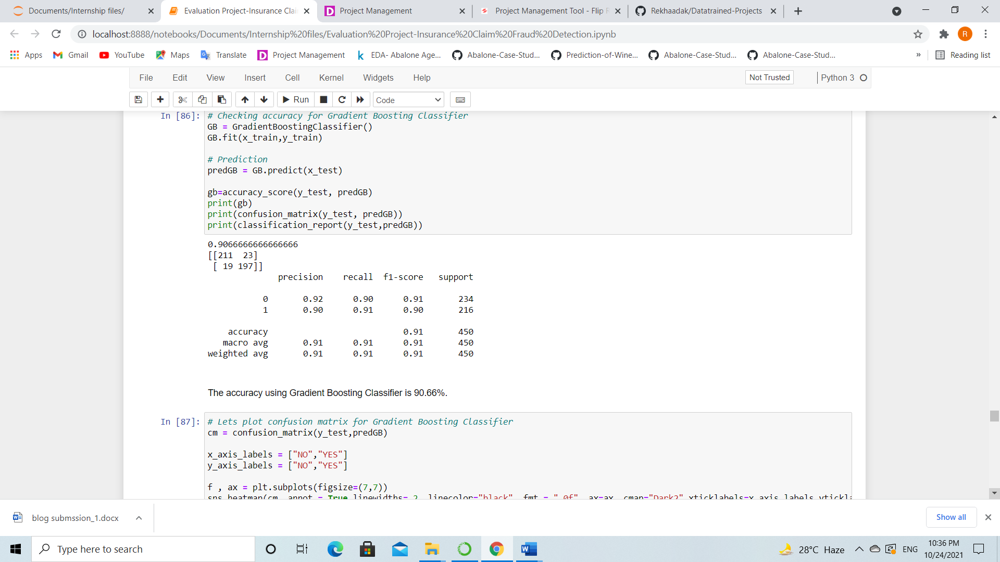 Documents/Internship files/
Evaluation Project-Insurance Clai
Project Management
Project Management Tool - Flip R
Rekhaadak/Datatrained-Projects
localhost:8888/notebooks/Documents/Internship%20files/Evaluation%20Project-Insurance%20Claim%20Fraud%20Detection.ipynb
R
Apps
Gmail
YouTube
Maps
Translate
Project Management
EDA- Abalone Age...
Abalone-Case-Stud...
Prediction-of-Wine...
Abalone-Case-Stud...
Abalone-Case-Stud...
»
Reading list
File Edit View Insert Cell Kernel Widgets Help
Not Trusted
Python 3
Run
Code
In [86]: # Checking accuracy for Gradient Boosting Classifier
GB = GradientBoostingClassifier()
GB.fit(x_train,y_train)
# Prediction
predGB = GB.predict(x_test)
gb=accuracy_score(y_test, predGB)
print(gb)
print(confusion_matrix(y_test, predGB))
print(classification_report(y_test,predGB))
0.9066666666666666
[[211  23]
[ 19 197]]
precision recall f1-score support
0 0.92 0.90 0.91 234
1 0.90 0.91 0.90 216
accuracy 0.91 450
macro avg 0.91 0.91 0.91 450
weighted avg 0.91 0.91 0.91 450
The accuracy using Gradient Boosting Classifier is 90.66%.
In [87]: # Lets plot confusion matrix for Gradient Boosting Classifier
cm = confusion_matrix(y_test,predGB)
x_axis_labels = ["NO","YES"]
y_axis_labels = ["NO","YES"]
f , ax = plt.subplots(figsize=(7,7))
sns.heatmap(cm, annot = True,linewidths=.2, linecolor="black", fmt = ".0f", ax=ax, cmap="Dark2",xticklabels=x_axis_labels,ytickla
blog submssion_1.docx
Show all
Type here to search
28°C Haze
ENG
10:36 PM
10/24/2021